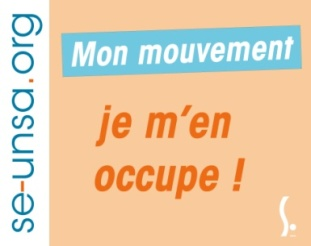 se-unsa.org
Mon mouvement
je m'en
occupe !